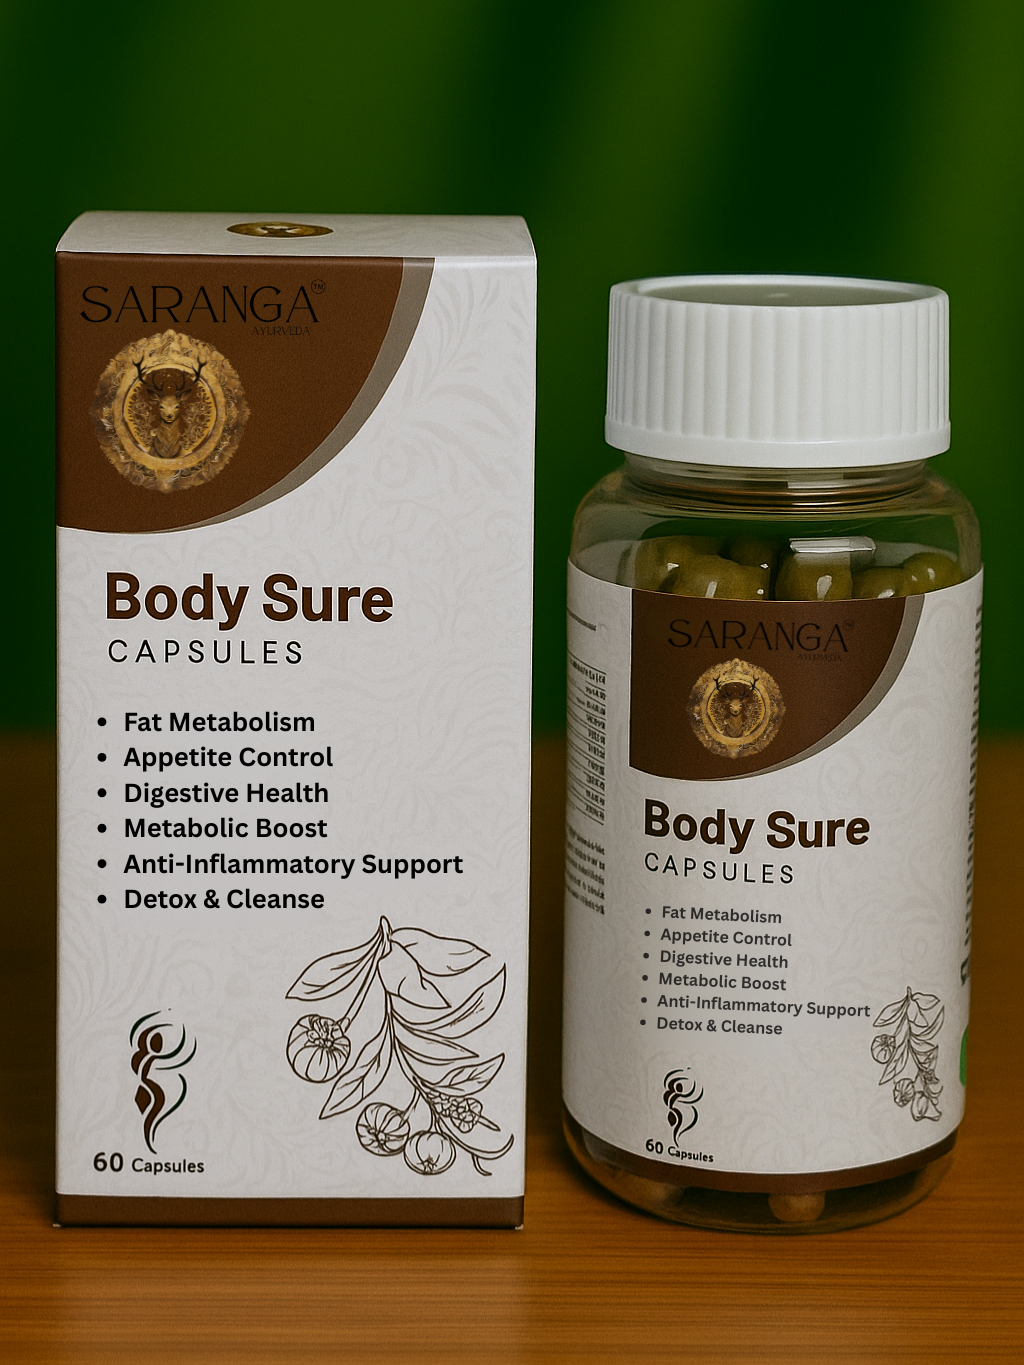 SARANGA™
AYURVEDA
Body Sure
CAPSULES
• Fat Metabolism
• Appetite Control
• Digestive Health
• Metabolic Boost
• Anti-Inflammatory Support
• Detox & Cleanse
60 Capsules
SARANGA™
AYURVEDA
Body Sure
CAPSULES
• Fat Metabolism
• Appetite Control
• Digestive Health
• Metabolic Boost
• Anti-Inflammatory Support
• Detox & Cleanse
60 Capsules